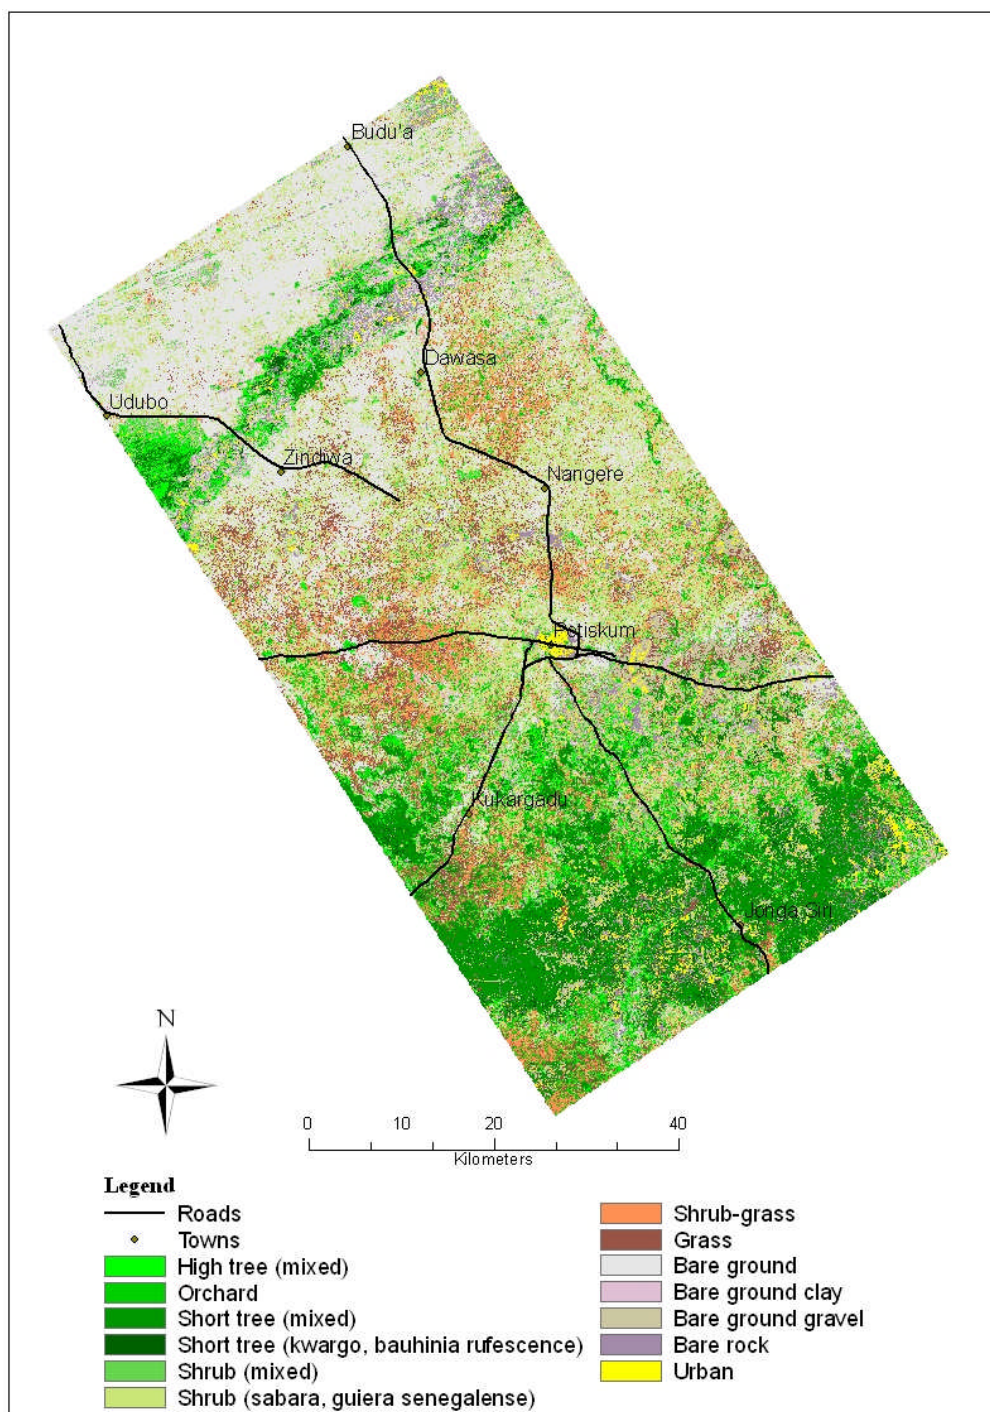 Budu'a
Dawasa
Udubo
Zindiwa
Nangere
Potiskum
Kukargadu
Jonga Siri
N
0 10 20 40
Kilometers
Legend
Roads
Towns
High tree (mixed)
Orchard
Short tree (mixed)
Short tree (kwargo, bauhinia rufescence)
Shrub (mixed)
Shrub (sabara, guiera senegalense)
Shrub-grass
Grass
Bare ground
Bare ground clay
Bare ground gravel
Bare rock
Urban